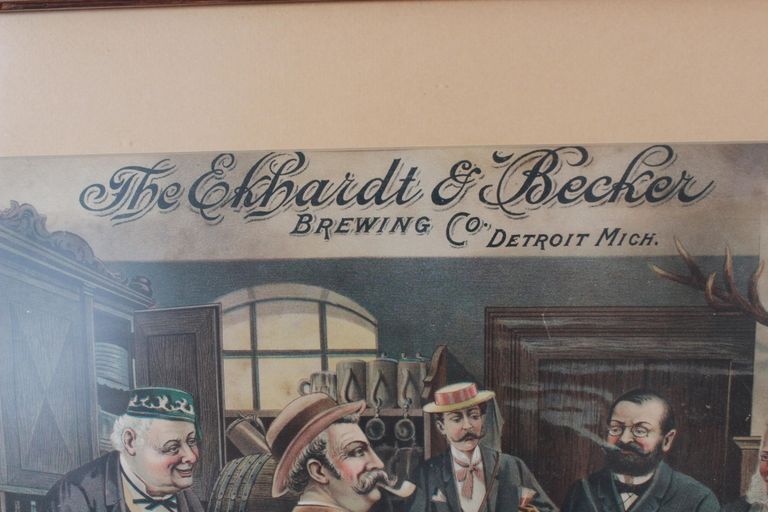 The Ekhardt & Becker
BREWING CO. DETROIT MICH.